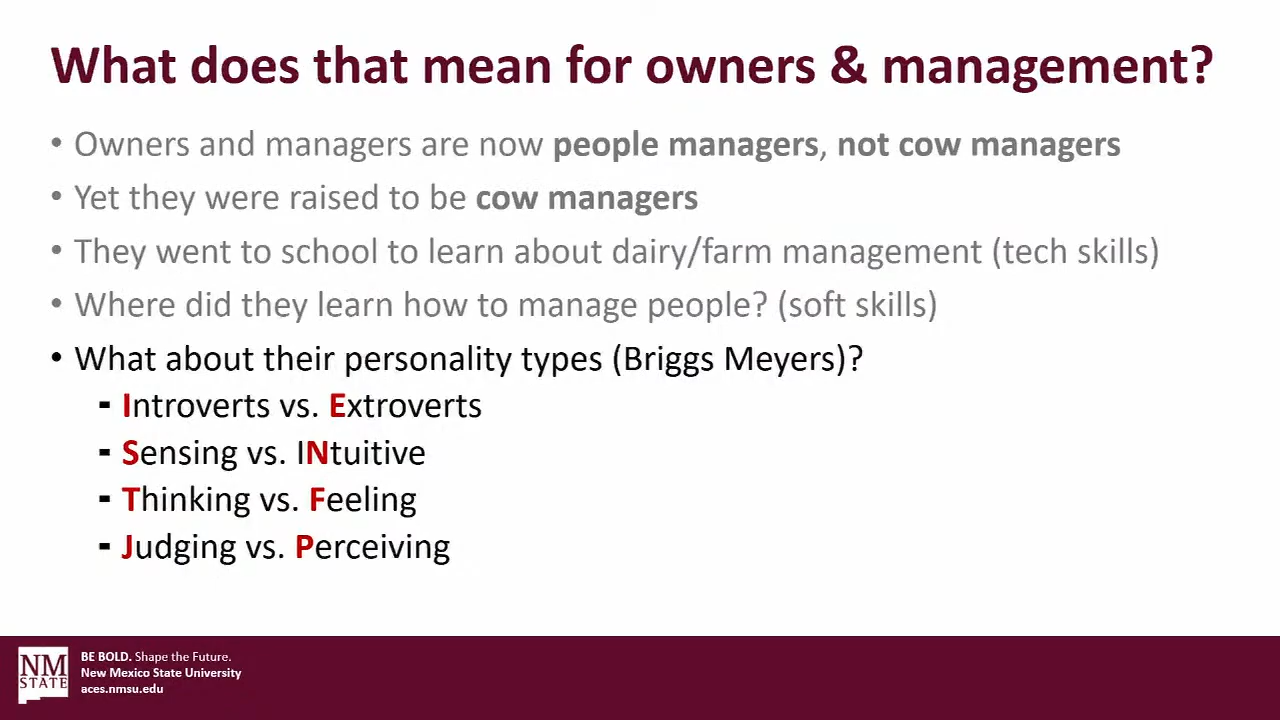 What does that mean for owners & management?
• Owners and managers are now people managers, not cow managers
• Yet they were raised to be cow managers
• They went to school to learn about dairy/farm management (tech skills)
• Where did they learn how to manage people? (soft skills)
• What about their personality types (Briggs Meyers)?
- Introverts vs. Extroverts
- Sensing vs. INtuitive
- Thinking vs. Feeling
- Judging vs. Perceiving
NM
STATE
BE BOLD. Shape the Future.
New Mexico State University
aces.nmsu.edu